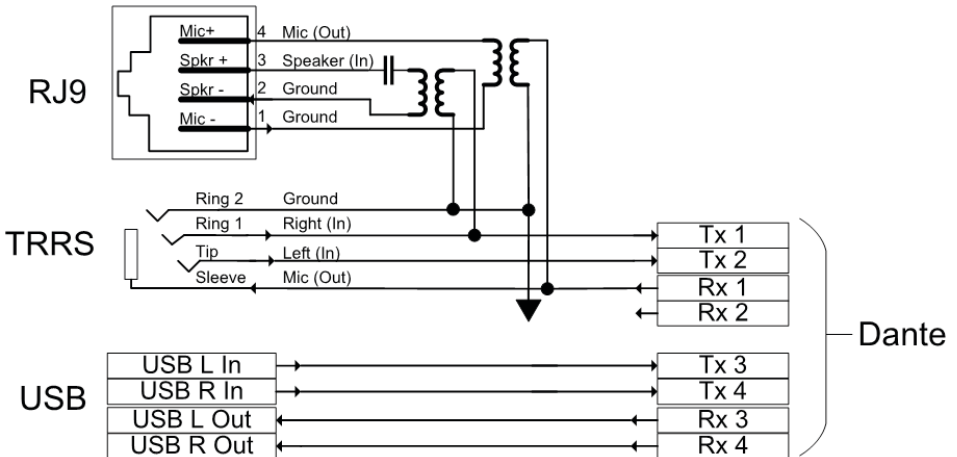 RJ9
Mic+ 4 Mic (Out)
Spkr + 3 Speaker (In)
Spkr - 2 Ground
Mic - 1 Ground
TRRS
Ring 2 Ground
Ring 1 Right (In)
Tip Left (In)
Sleeve Mic (Out)
Tx 1
Tx 2
Rx 1
Rx 2
Dante
USB
USB L In Tx 3
USB R In Tx 4
USB L Out Rx 3
USB R Out Rx 4